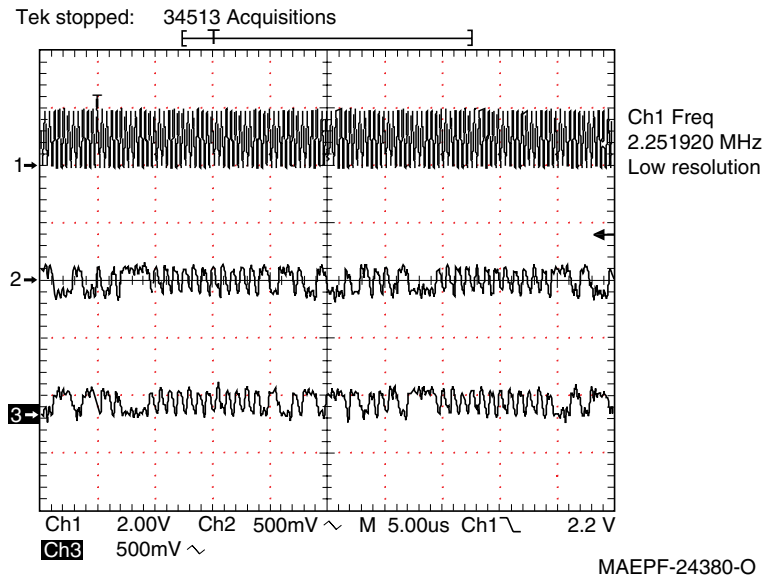 Tek stopped: 34513 Acquisitions
T
T
Ch1 Freq
2.251920 MHz
Low resolution
1
2
3
Ch1 2.00V Ch2 500mV M 5.00us Ch1 2.2 V
Ch3 500mV
MAEPF-24380-O